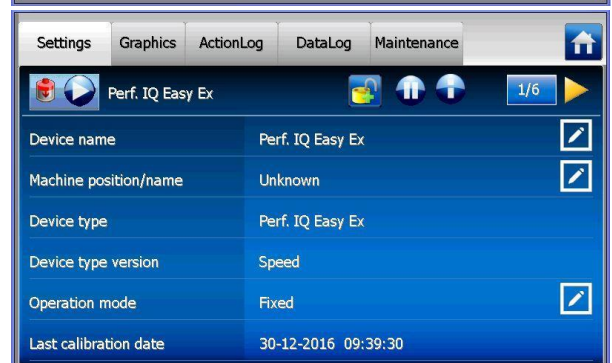 Settings Graphics ActionLog DataLog Maintenance
Perf. IQ Easy Ex 1/6
Device name Perf. IQ Easy Ex
Machine position/name Unknown
Device type Perf. IQ Easy Ex
Device type version Speed
Operation mode Fixed
Last calibration date 30-12-2016 09:39:30